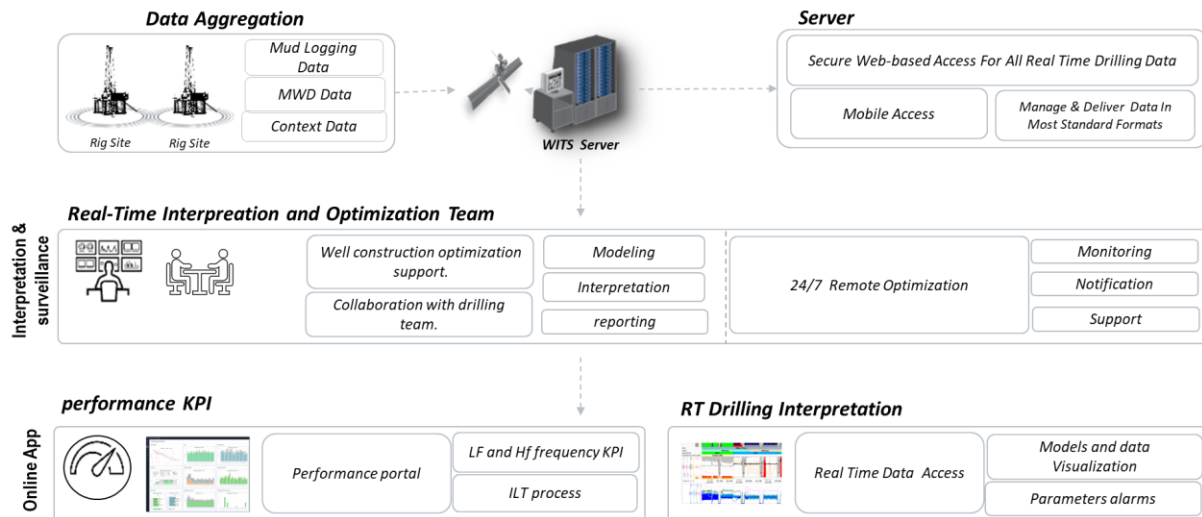 Data Aggregation
Mud Logging
Data
MWD Data
Context Data
Rig Site
Rig Site
WITS Server
Server
Secure Web-based Access For All Real Time Drilling Data
Mobile Access
Manage & Deliver Data In
Most Standard Formats
Interpretation &
surveillance
Real-Time Interpreation and Optimization Team
Well construction optimization
support.
Collaboration with drilling
team.
Modeling
Interpretation
reporting
24/7 Remote Optimization
Monitoring
Notification
Support
Online App
performance KPI
Performance portal
LF and Hf frequency KPI
ILT process
RT Drilling Interpretation
Real Time Data Access
Models and data
Visualization
Parameters alarms